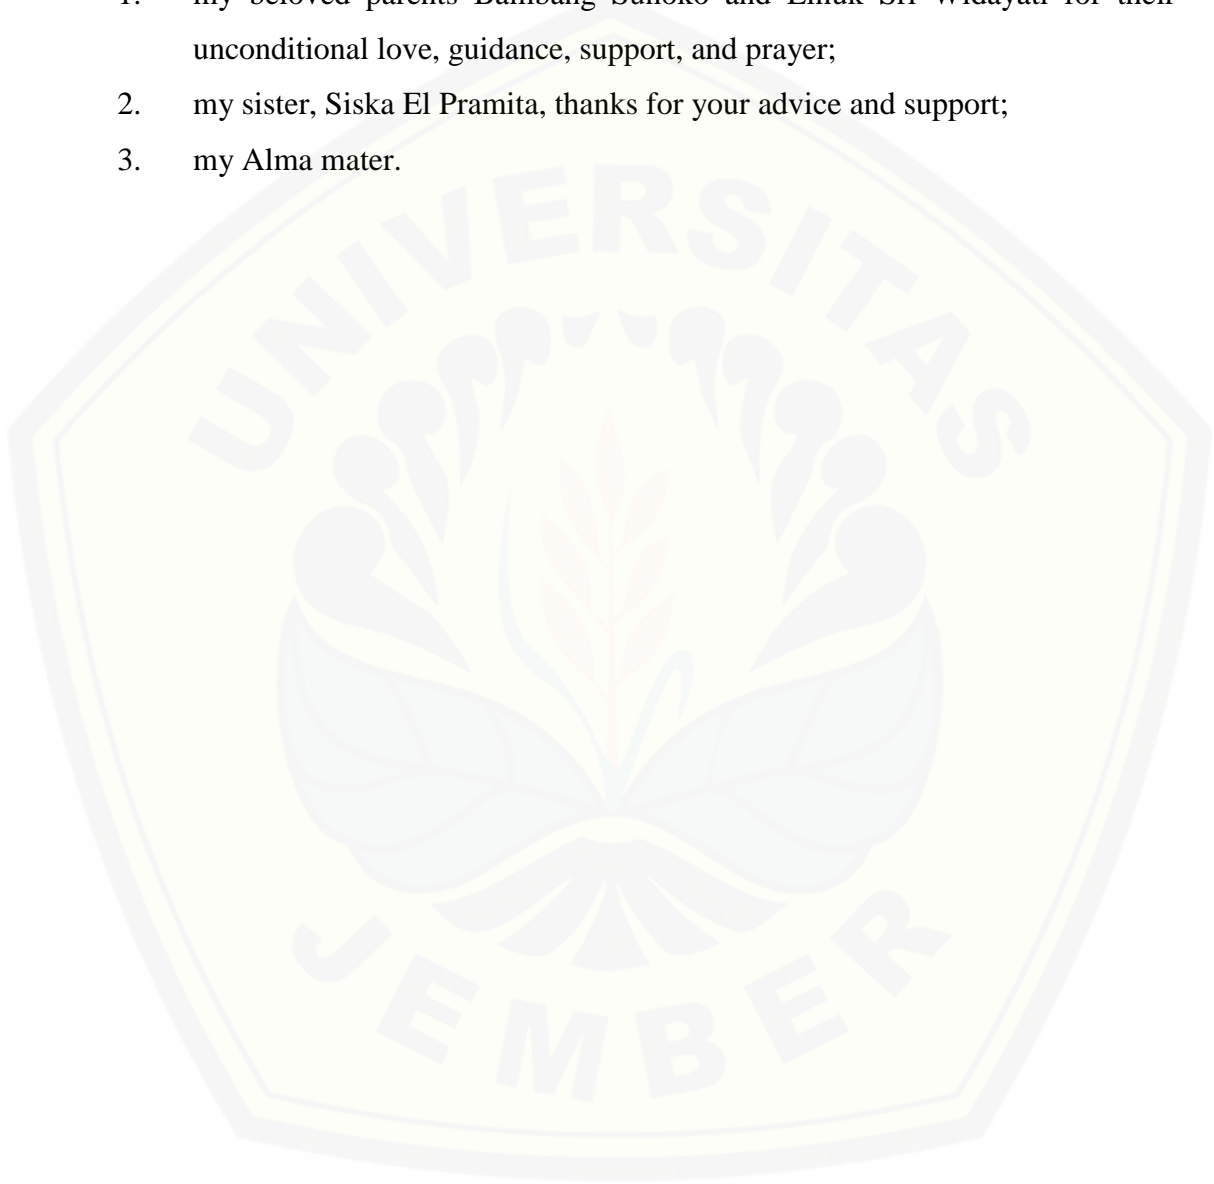 1. my beloved parents Bambang and Sri Widayati for their
unconditional love, guidance, support, and prayer;
2. my sister, Siska El Pramita, thanks for your advice and support;
3. my Alma mater.
UNIVERSITAS
JEMBER